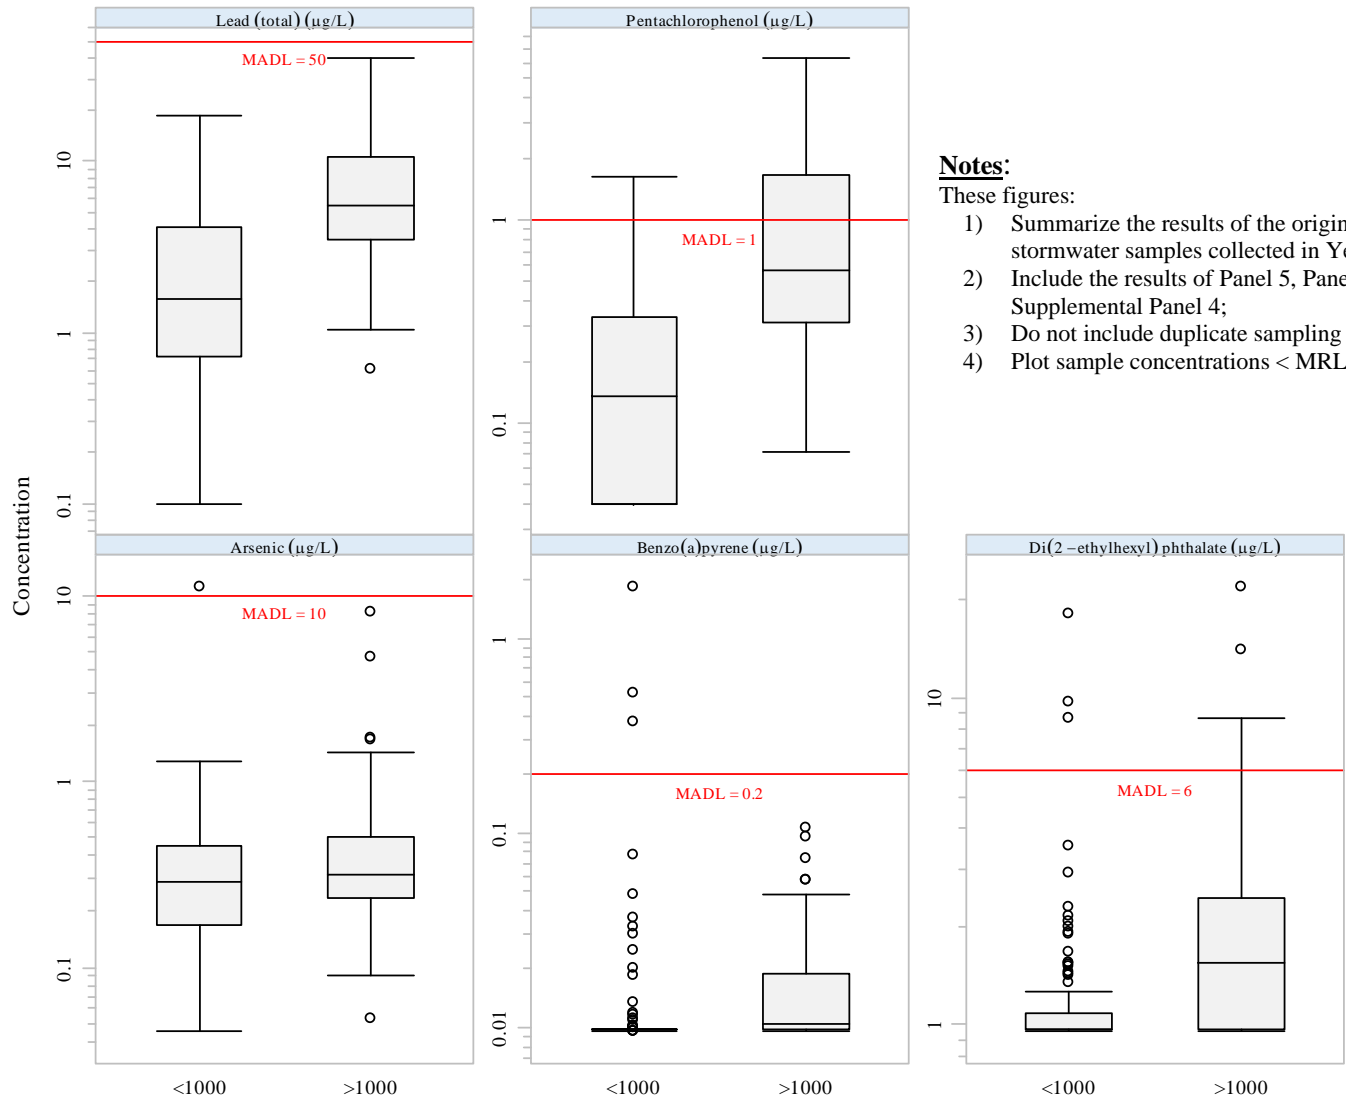 Lead (total) (µg/L)
MADL = 50
10
1
0.1
Pentachlorophenol (µg/L)
MADL = 1
1
0.1
Notes:
These figures:
1) Summarize the results of the origin
stormwater samples collected in Ye
2) Include the results of Panel 5, Pane
Supplemental Panel 4;
3) Do not include duplicate sampling
4) Plot sample concentrations < MRL
Concentration
Arsenic (µg/L)
MADL = 10
10
1
0.1
<1000 >1000
Benzo(a)pyrene (µg/L)
MADL = 0.2
1
0.1
0.01
Di(2 –ethylhexyl) phthalate (µg/L)
MADL = 6
10
1
<1000 >1000